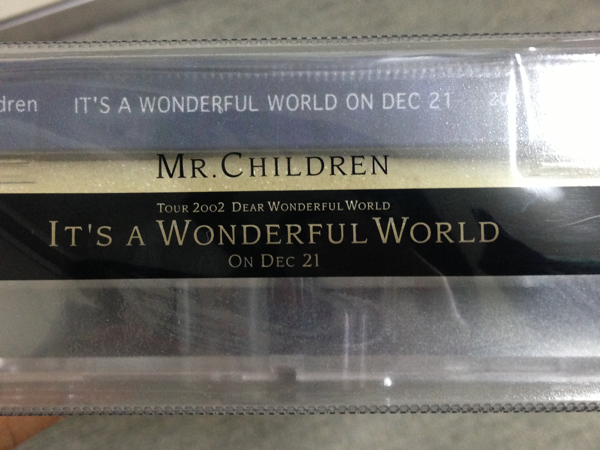 dren IT'S A WONDERFUL WORLD ON DEC 21 20
MR.CHILDREN
TOUR 2002 DEAR WONDERFUL WORLD
IT'S A WONDERFUL WORLD
ON DEC 21